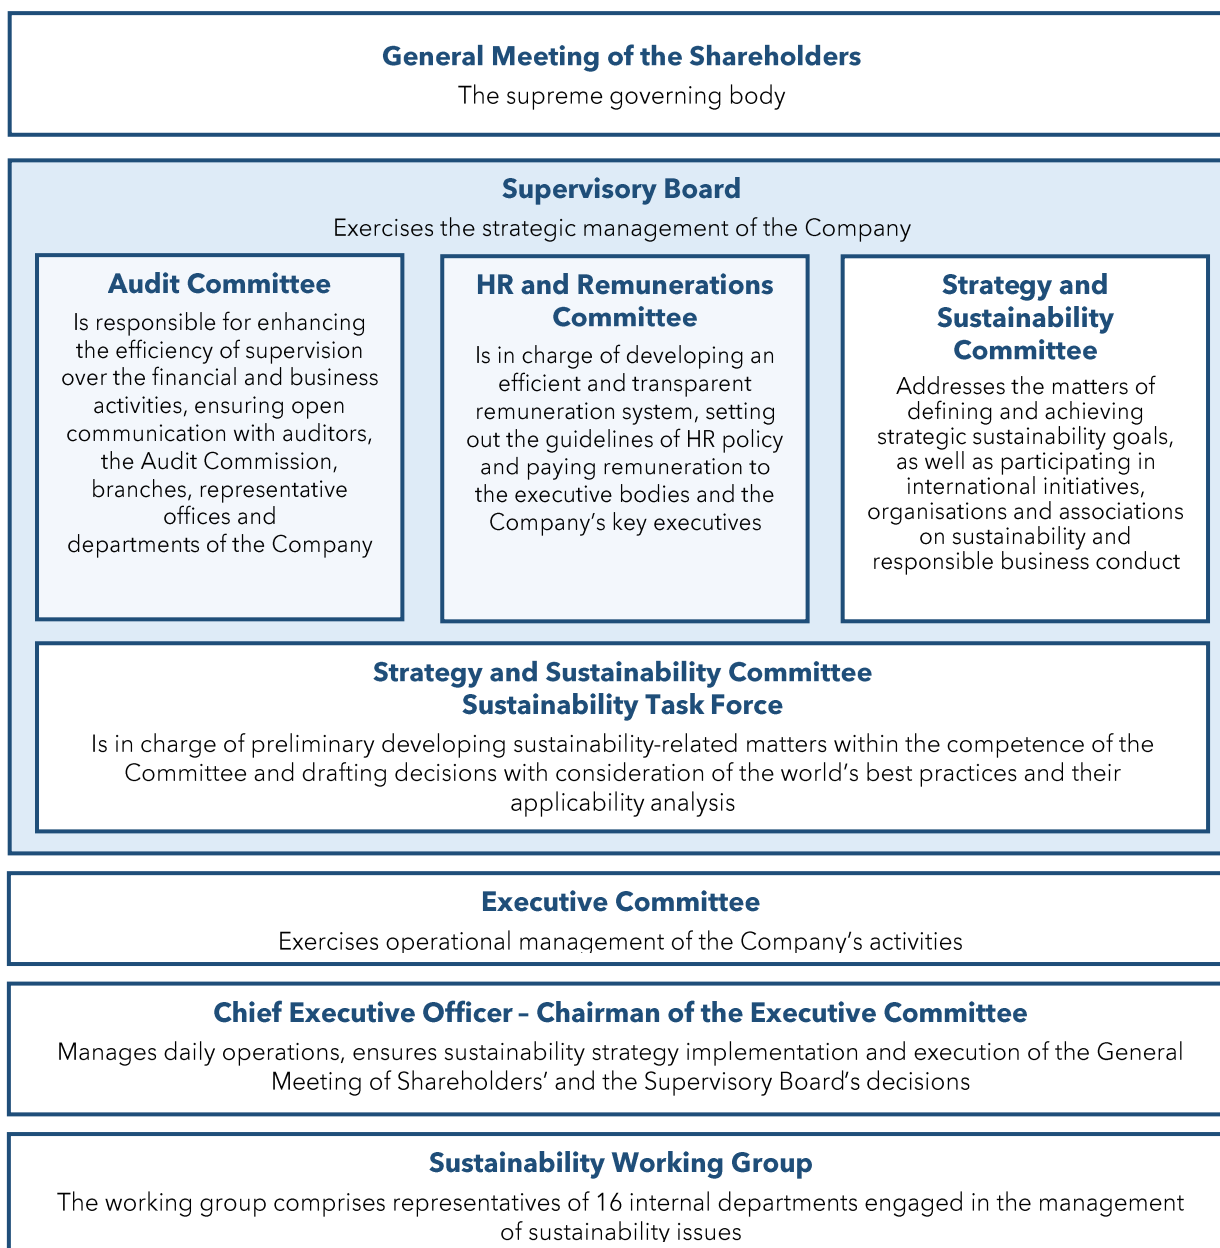 General Meeting of the Shareholders
The supreme governing body
Supervisory Board
Exercises the strategic management of the Company
Audit Committee
Is responsible for enhancing
the efficiency of supervision
over the financial and business
activities, ensuring open
communication with auditors,
the Audit Commission,
branches, representative
offices and
departments of the Company
HR and Remunerations
Committee
Is in charge of developing an
efficient and transparent
remuneration system, setting
out the guidelines of HR policy
and paying remuneration to
the executive bodies and the
Company's key executives
Strategy and
Sustainability
Committee
Addresses the matters of
defining and achieving
strategic sustainability goals,
as well as participating in
international initiatives,
organisations and associations
on sustainability and
responsible business conduct
Strategy and Sustainability Committee
Sustainability Task Force
Is in charge of preliminary developing sustainability-related matters within the competence of the
Committee and drafting decisions with consideration of the world's best practices and their
applicability analysis
Executive Committee
Exercises operational management of the Company's activities
Chief Executive Officer – Chairman of the Executive Committee
Manages daily operations, ensures sustainability strategy implementation and execution of the General
Meeting of Shareholders' and the Supervisory Board's decisions
Sustainability Working Group
The working group comprises representatives of 16 internal departments engaged in the management
of sustainability issues